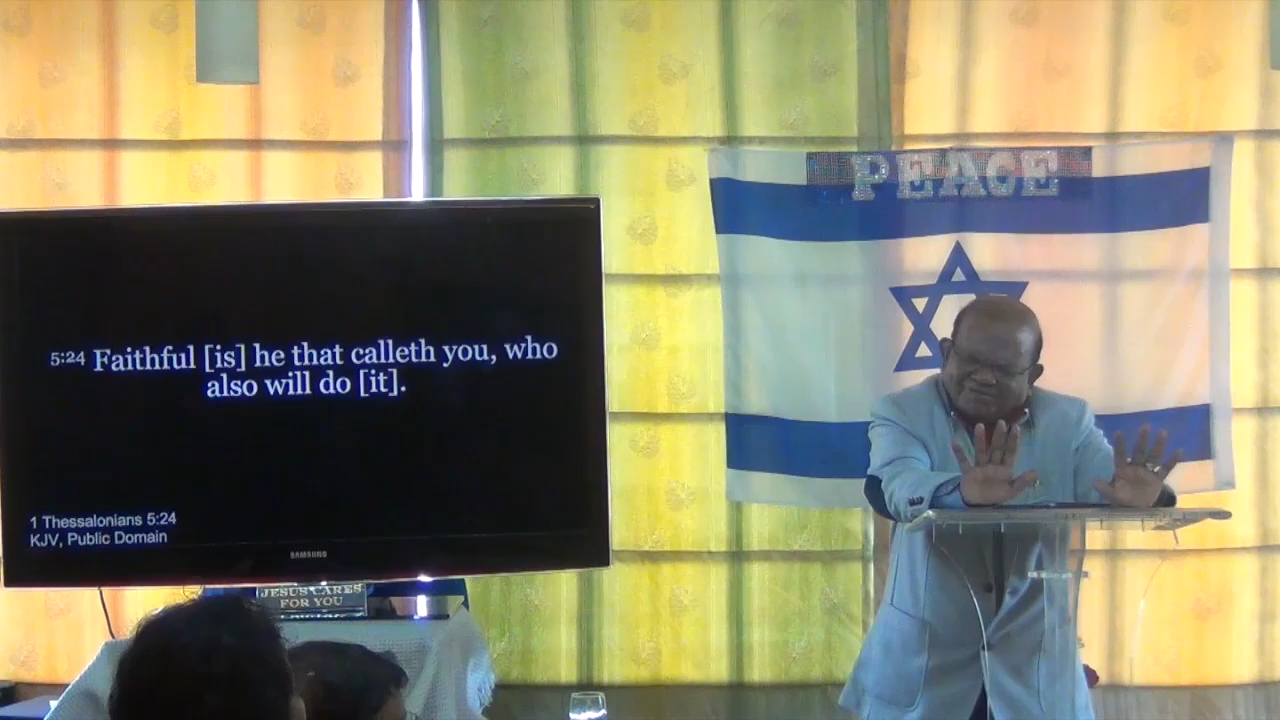 PEACE
5:24 Faithful [is] he that calleth you, who
also will do [it].
1 Thessalonians 5:24
KJV, Public Domain
SAMSUNG
JESUS CARES
FOR YOU